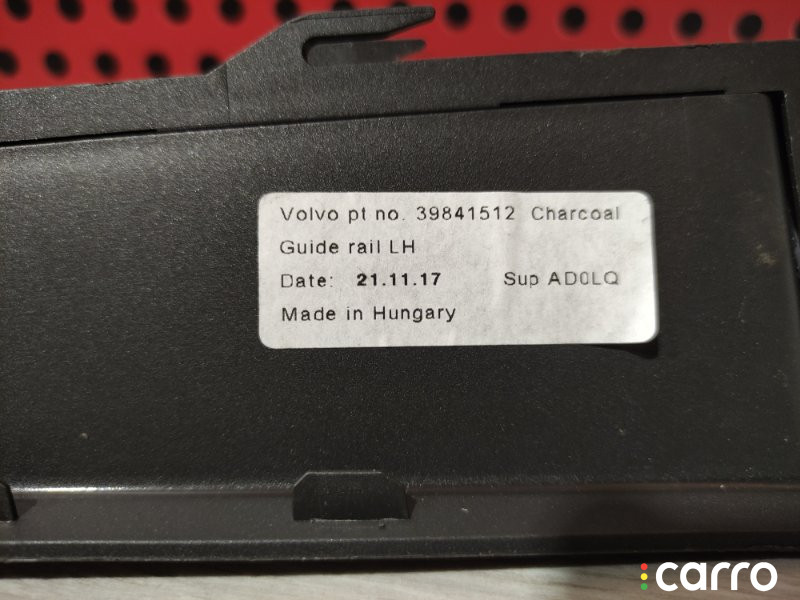 Volvo pt no. 39841512 Charcoal
Guide rail LH
Date: 21.11.17 Sup AD0LQ
Made in Hungary
carro